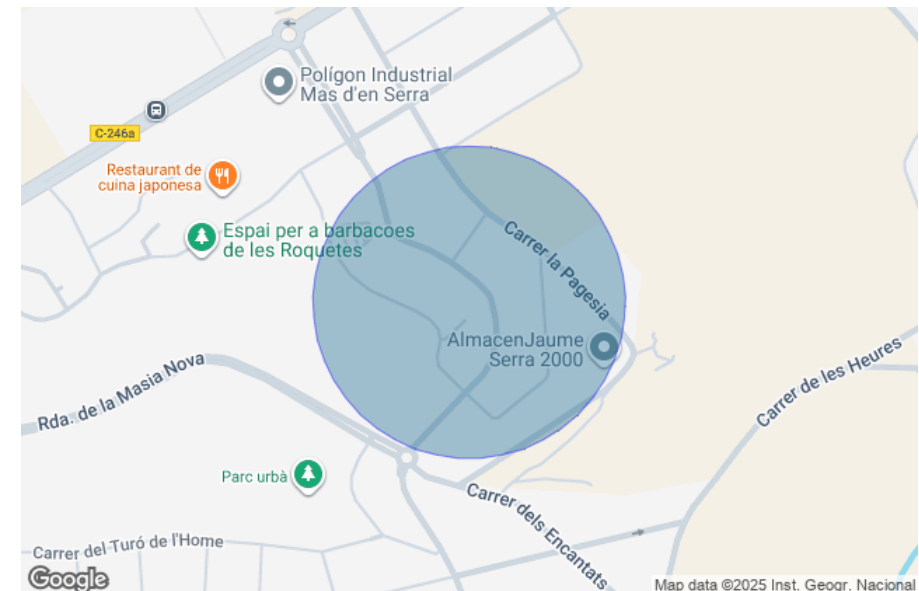 Polígon Industrial
Mas d'en Serra
C-246a
Restaurant de
cuina japonesa
Espai per a barbacoes
de les Roquetes
Carrer la Pagesia
AlmacenJaume
Serra 2000
Rda. de la Masia Nova
Carrer de les Heures
Parc urbà
Carrer dels Encantats
Carrer del Turó de l'Home
Google
Map data ©2025 Inst. Geogr. Nacional